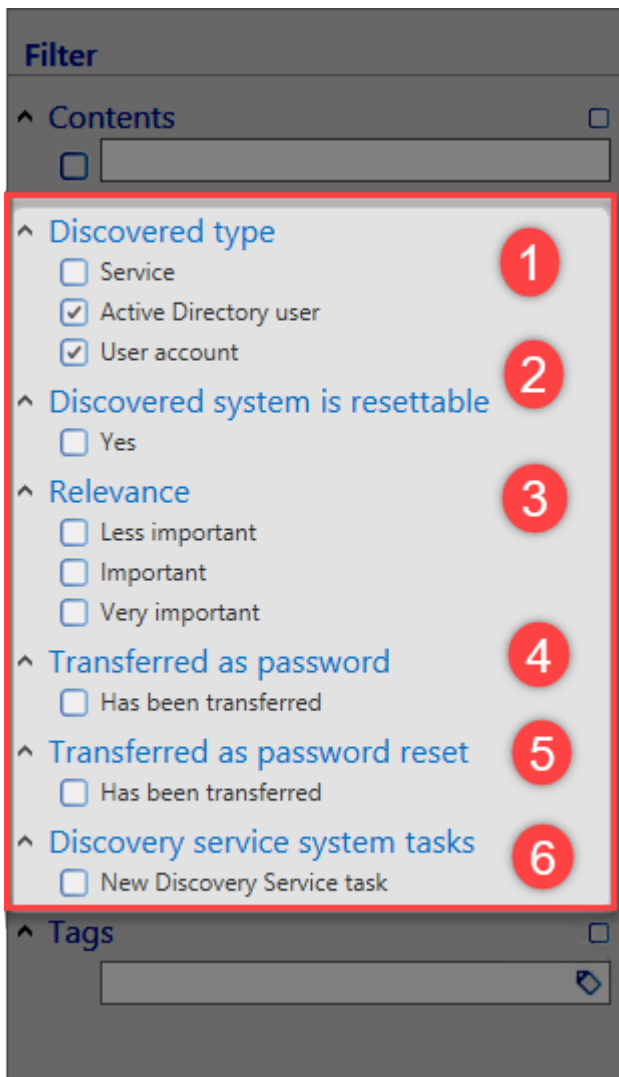 Filter
Contents
Discovered type
1
Service
Active Directory user
User account
2
Discovered system is resettable
Yes
Relevance
3
Less important
Important
Very important
Transferred as password
4
Has been transferred
Transferred as password reset
5
Has been transferred
Discovery service system tasks
6
New Discovery Service task
Tags